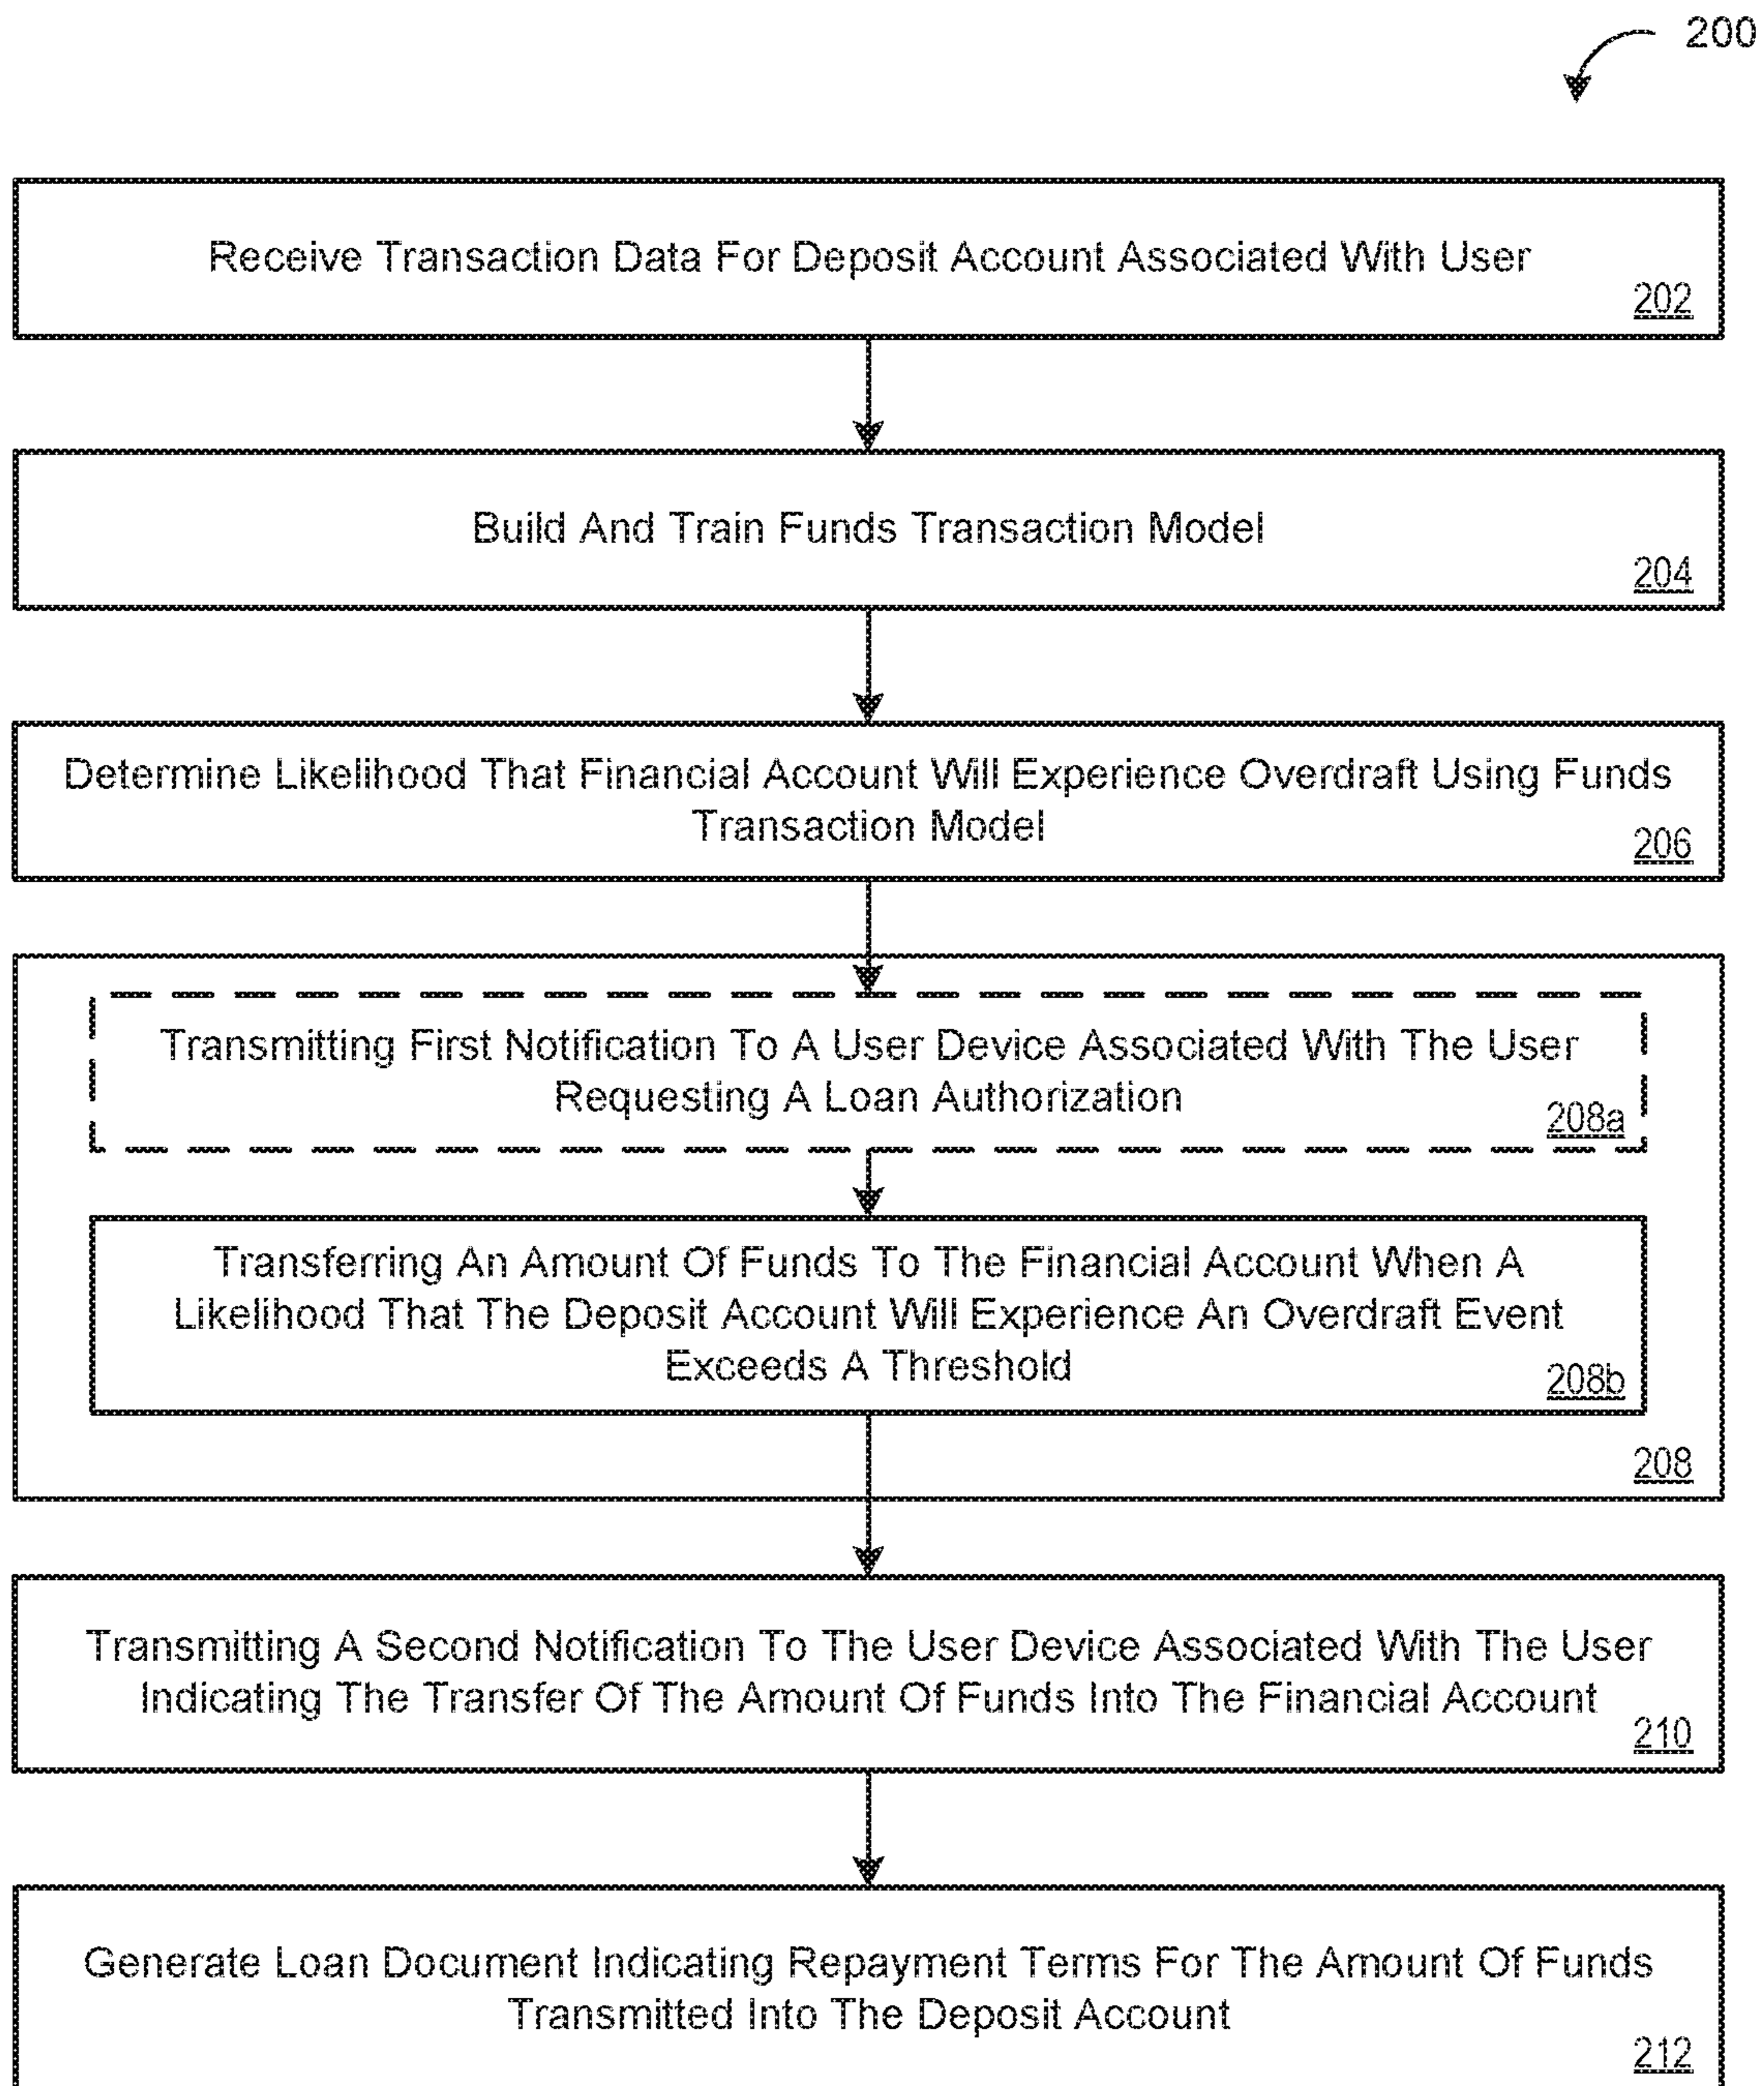 200
Receive Transaction Data For Deposit Account Associated With User
202
Build And Train Funds Transaction Model
204
Determine Likelihood That Financial Account Will Experience Overdraft Using Funds
Transaction Model
206
Transmitting First Notification To A User Device Associated With The User
Requesting A Loan Authorization
208a
Transferring An Amount Of Funds To The Financial Account When A
Likelihood That The Deposit Account Will Experience An Overdraft Event
Exceeds A Threshold
208b
208
Transmitting A Second Notification To The User Device Associated With The User
Indicating The Transfer Of The Amount Of Funds Into The Financial Account
210
Generate Loan Document Indicating Repayment Terms For The Amount Of Funds
Transmitted Into The Deposit Account
212